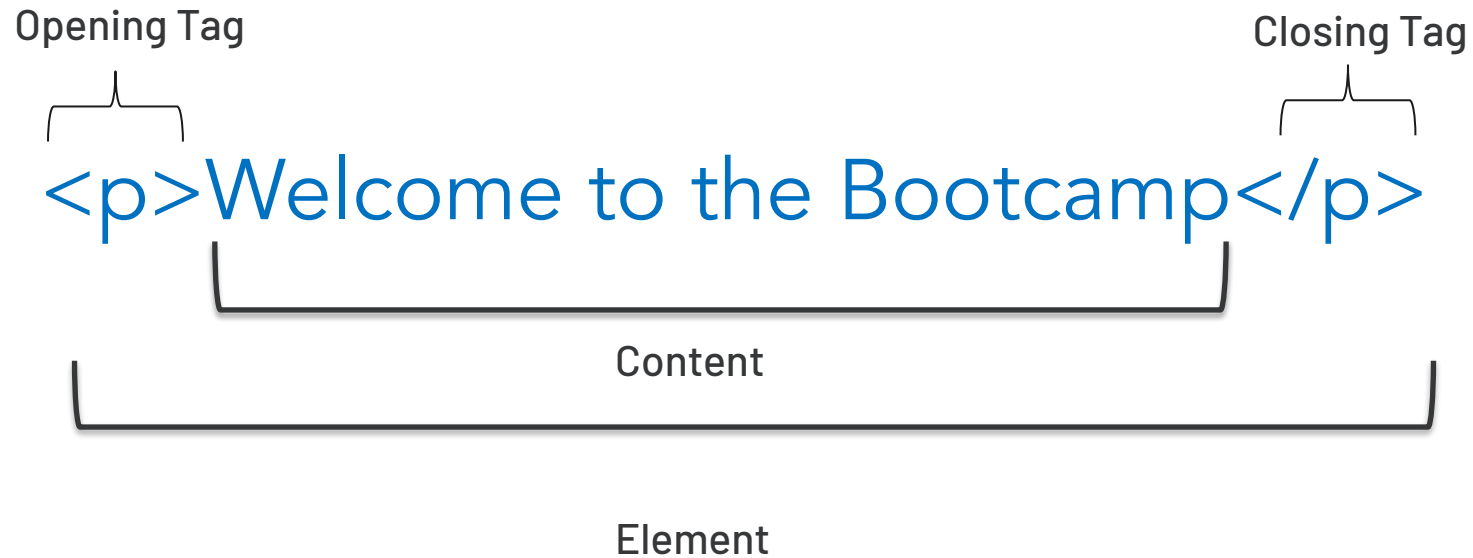 Opening Tag
Closing Tag
<p>Welcome to the Bootcamp</p>
Content
Element